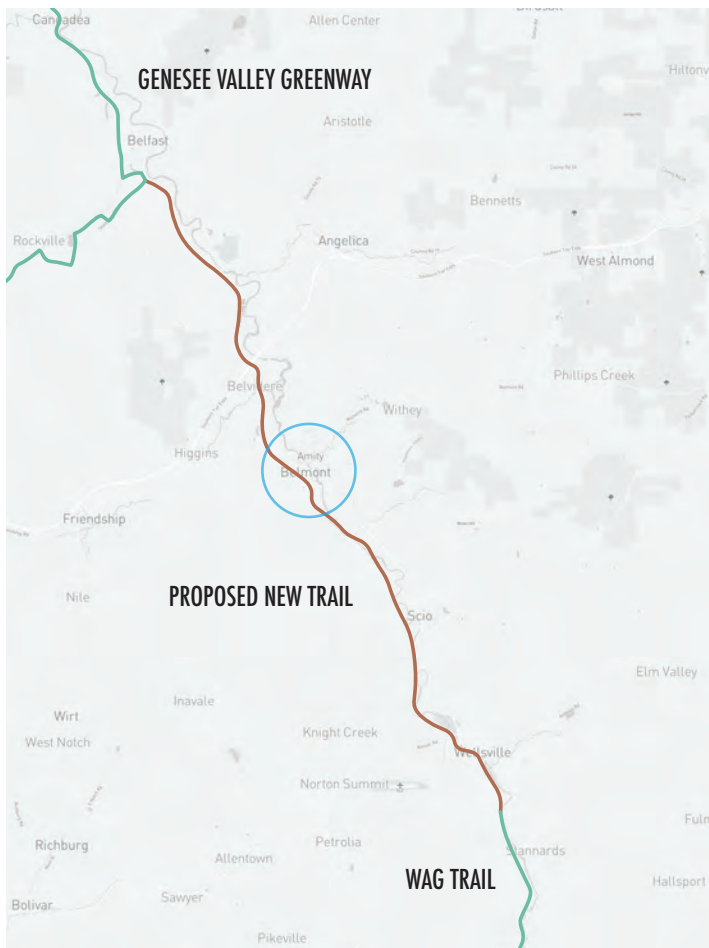 Allen Center
GENESEE VALLEY GREENWAY
Hiltonv
Aristotle
Belfast
Bennetts
Rockville
Angelica
West Almond
Phillips Creek
Belvidere
Withey
Higgins
Amity
Belmont
Friendship
PROPOSED NEW TRAIL
Nile
Scio
Elm Valley
Inavale
Wirt
Knight Creek
West Notch
Wellsville
Norton Summit
Fuln
Richburg
Petrolia
Stannards
Allentown
WAG TRAIL
Hallsport
Sawyer
Bolivar
Pikeville